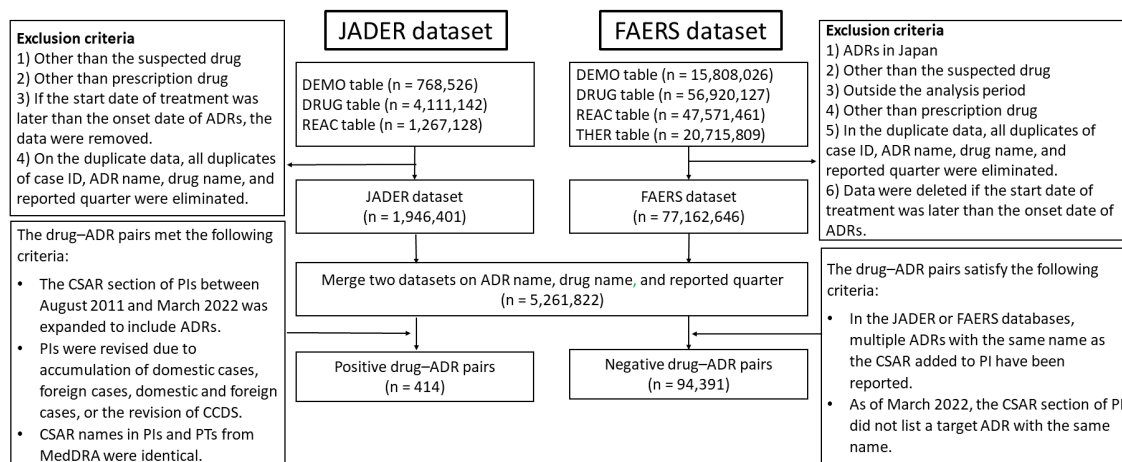 JADER dataset
FAERS dataset
Exclusion criteria
1) Other than the suspected drug
2) Other than prescription drug
3) If the start date of treatment was
later than the onset date of ADRs, the
data were removed.
4) On the duplicate data, all duplicates
of case ID, ADR name, drug name, and
reported quarter were eliminated.
DEMO table (n = 768,526)
DRUG table (n = 4,111,142)
REAC table (n = 1,267,128)
DEMO table (n = 15,808,026)
DRUG table (n = 56,920,127)
REAC table (n = 47,571,461)
THER table (n = 20,715,809)
Exclusion criteria
1) ADRs in Japan
2) Other than the suspected drug
3) Outside the analysis period
4) Other than prescription drug
5) In the duplicate data, all duplicates of
case ID, ADR name, drug name, and
reported quarter were eliminated.
6) Data were deleted if the start date of
treatment was later than the onset date of
ADRs.
JADER dataset
(n = 1,946,401)
FAERS dataset
(n = 77,162,646)
Merge two datasets on ADR name, drug name, and reported quarter
(n = 5,261,822)
The drug–ADR pairs met the following
criteria:
• The CSAR section of PIs between
August 2011 and March 2022 was
expanded to include ADRs.
• PIs were revised due to
accumulation of domestic cases,
foreign cases, domestic and foreign
cases, or the revision of CCDS.
• CSAR names in PIs and PTs from
MedDRA were identical.
Positive drug–ADR pairs
(n = 414)
Negative drug–ADR pairs
(n = 94,391)
The drug–ADR pairs satisfy the following
criteria:
• In the JADER or FAERS databases,
multiple ADRs with the same name as
the CSAR added to PI have been
reported.
• As of March 2022, the CSAR section of PI
did not list a target ADR with the same
name.